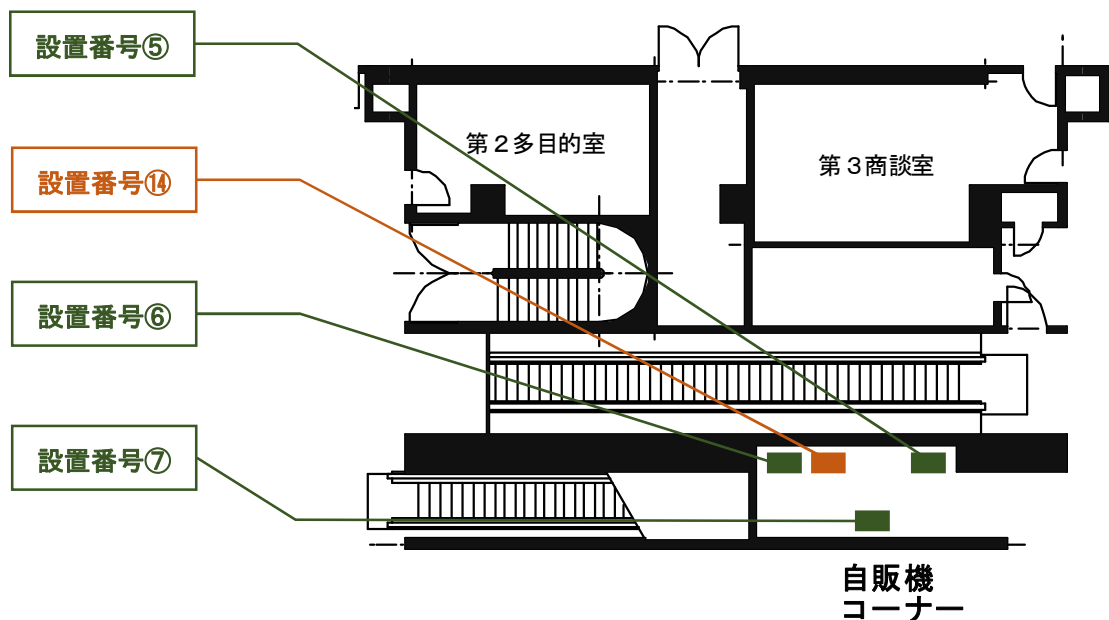 設置番号⑤
第２多目的室
第３商談室
設置番号⑭
設置番号⑥
設置番号⑦
自販機
コーナー